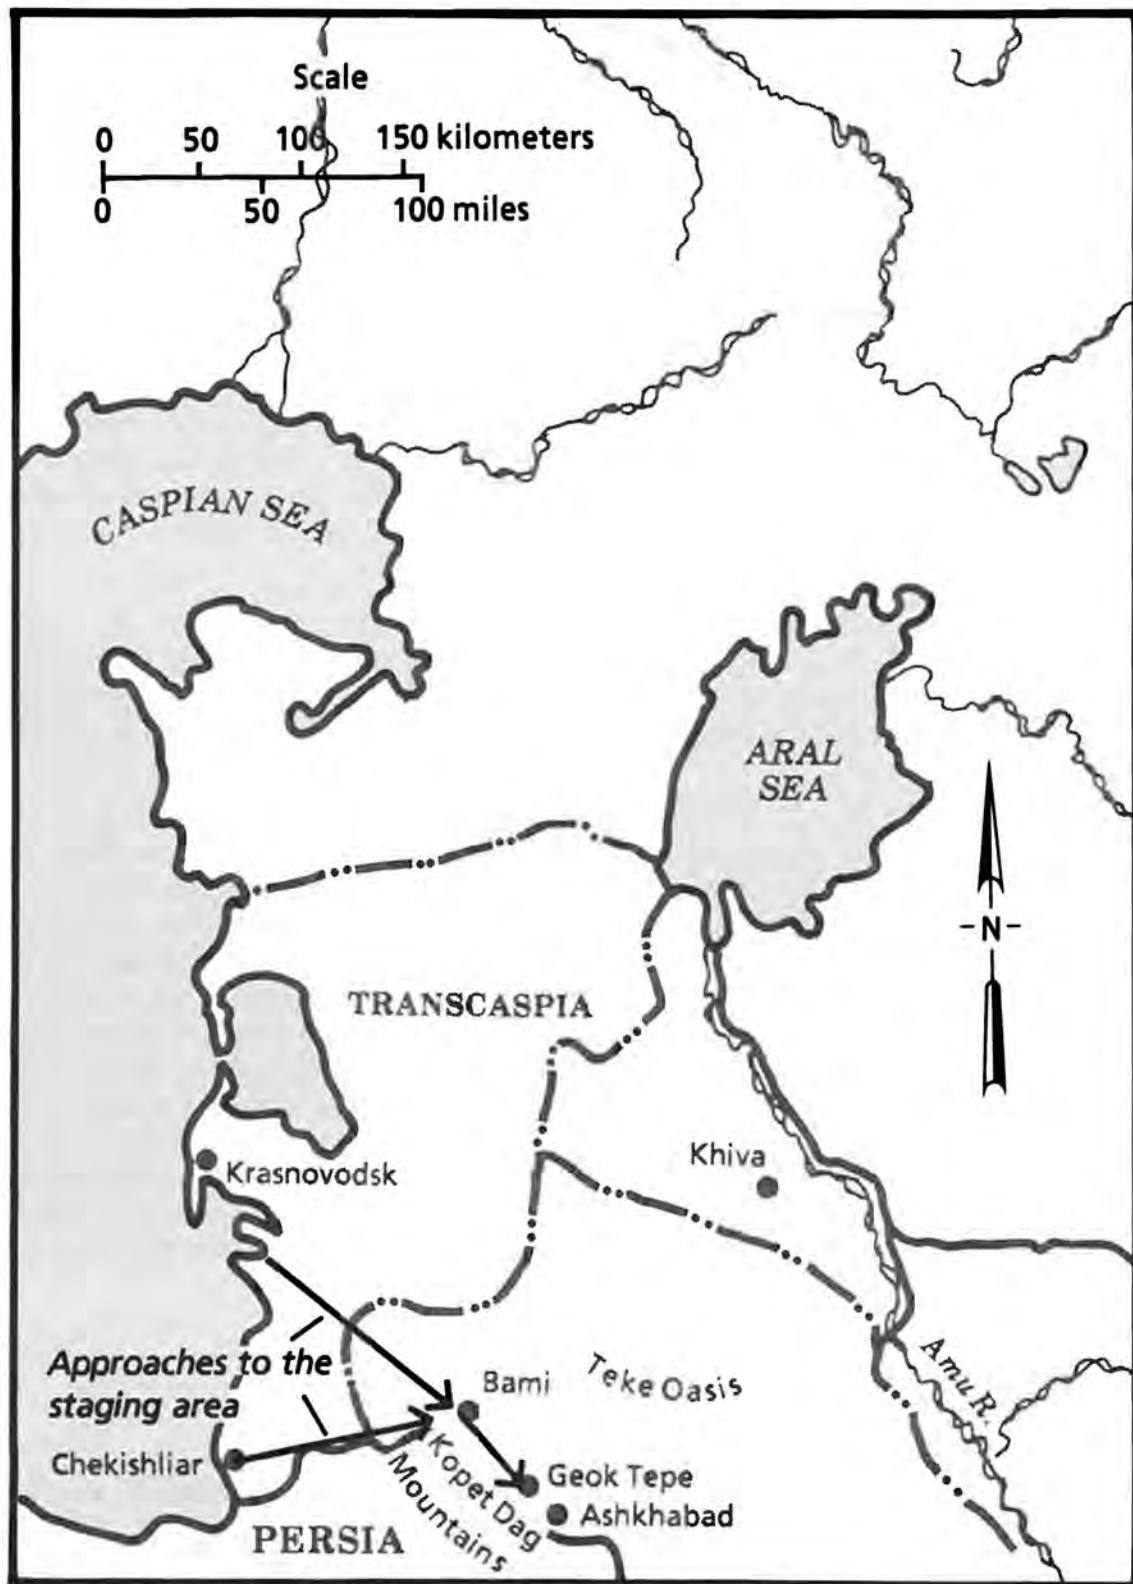 Scale
0 50 100 150 kilometers
0 50 100 miles
CASPIAN SEA
ARAL
SEA
-N-
TRANSCASPIA
Krasnovodsk
Khiva
Approaches to the
staging area
Bami
Teke Oasis
Amu R.
Chekishliar
Kopet Dag
Mountains
Geok Tepe
Ashkhabad
PERSIA